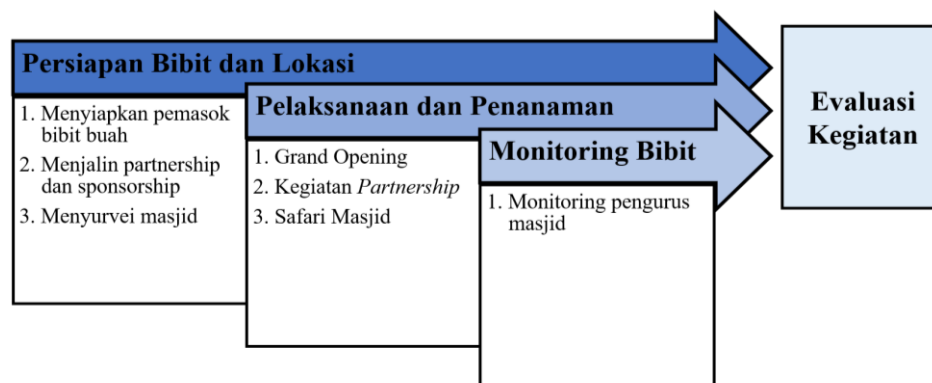 Persiapan Bibit dan Lokasi
1. Menyiapkan pemasok
bibit buah
2. Menjalin partnership
dan sponsorship
3. Menyurvei masjid
Pelaksanaan dan Penanaman
1. Grand Opening
2. Kegiatan Partnership
3. Safari Masjid
Monitoring Bibit
1. Monitoring pengurus
masjid
Evaluasi
Kegiatan